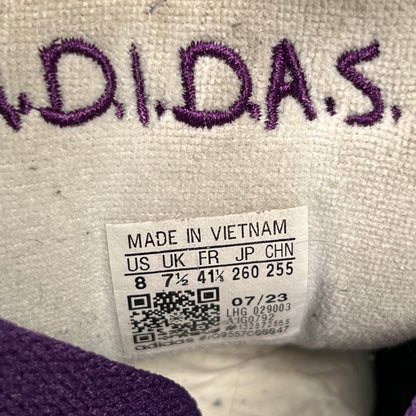 A.D.I.D.A.S.
MADE IN VIETNAM
US UK FR JP CHN
8 7½ 41⅓ 260 255
07/23
LHG 029003